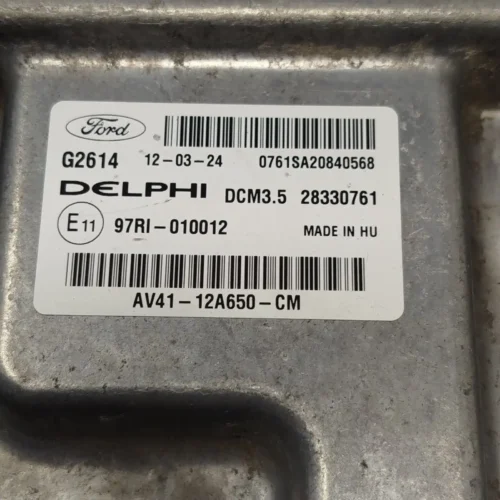 Ford
G2614 12-03-24 0761SA20840568
DELPHI DCM3.5 28330761
E11 97RI-010012 MADE IN HU
AV41-12A650-CM